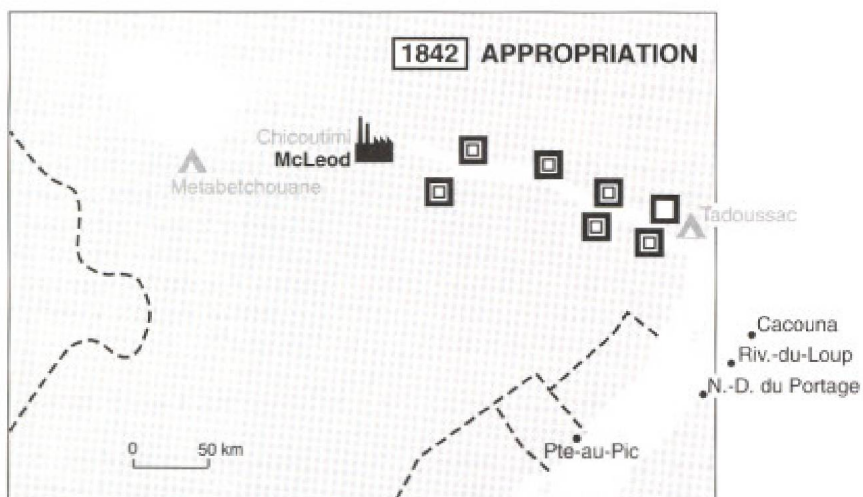 1842 APPROPRIATION
Chicoutimi
McLeod
Metabetchouane
Tadoussac
Cacouna
Riv.-du-Loup
N.-D. du Portage
0 50 km
Pte-au-Pic